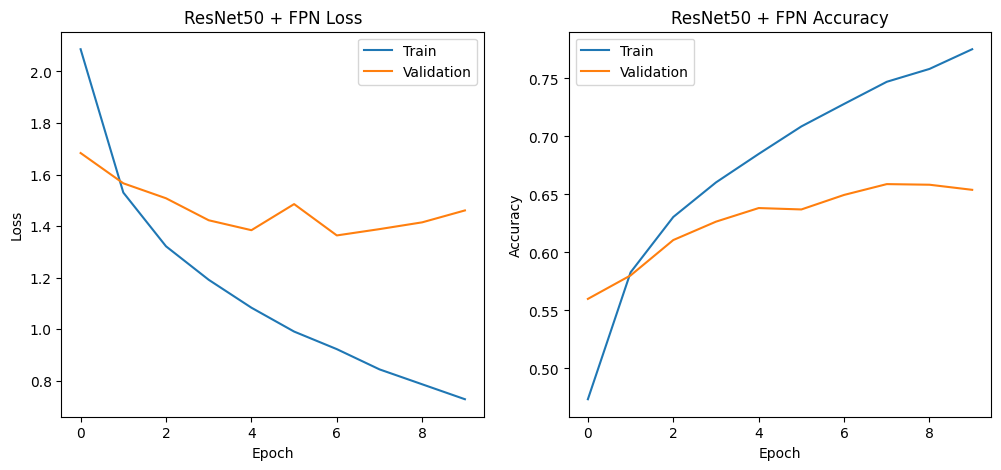 ResNet50 + FPN Loss
Train
Validation
2.0
1.8
1.6
1.4
1.2
1.0
0.8
Loss
0 2 4 6 8
Epoch
ResNet50 + FPN Accuracy
Train
Validation
0.75
0.70
0.65
0.60
0.55
0.50
Accuracy
0 2 4 6 8
Epoch